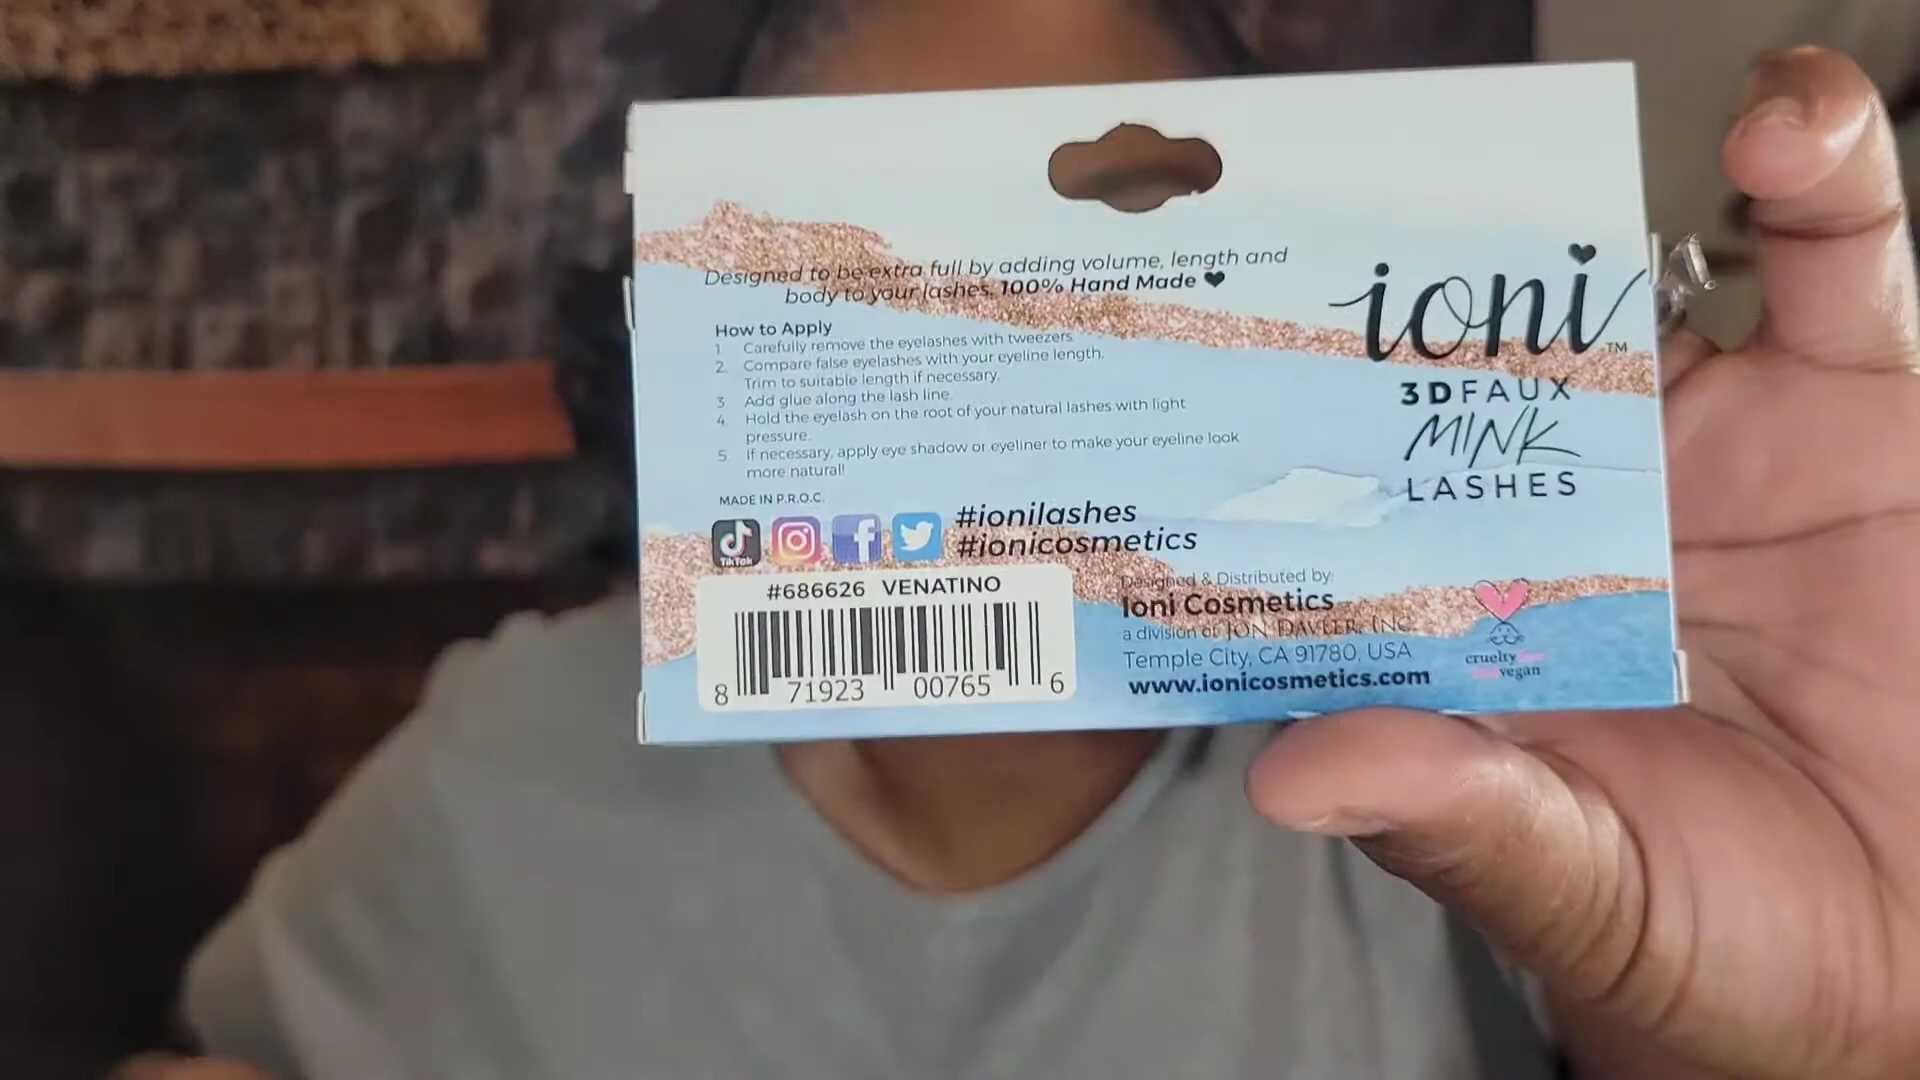 Designed to be extra full by adding volume, length and
body to your lashes. 100% Hand Made ♥
How to Apply
1. Carefully remove the eyelashes with tweezers.
2. Compare false eyelashes with your eyeline length.
Trim to suitable length if necessary.
3. Add glue along the lash line.
4. Hold the eyelash on the root of your natural lashes with light
pressure.
5. If necessary, apply eye shadow or eyeliner to make your eyeline look
more natural!
MADE IN P.R.O.C.
TikTok
#ionilashes
#ionicosmetics
#686626 VENATINO
8 71923 00765 6
ioni™
3D FAUX
MINK
LASHES
Designed & Distributed by:
Ioni Cosmetics
a division of JON DAVLER, INC.
Temple City, CA 91780, USA
www.ionicosmetics.com
cruelty
vegan